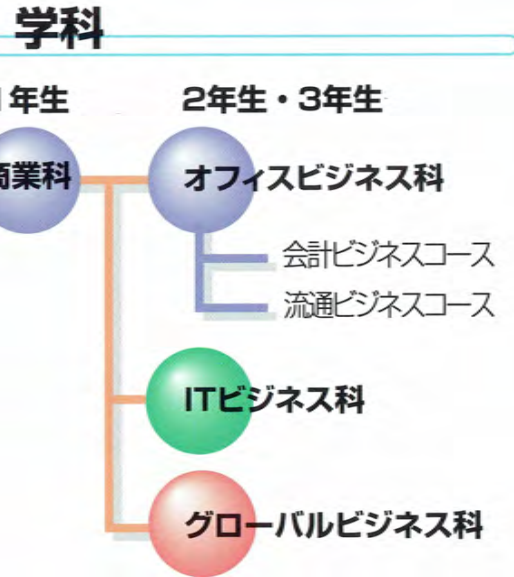 学科
1年生
2年生・3年生
商業科
オフィスビジネス科
会計ビジネスコース
流通ビジネスコース
ITビジネス科
グローバルビジネス科